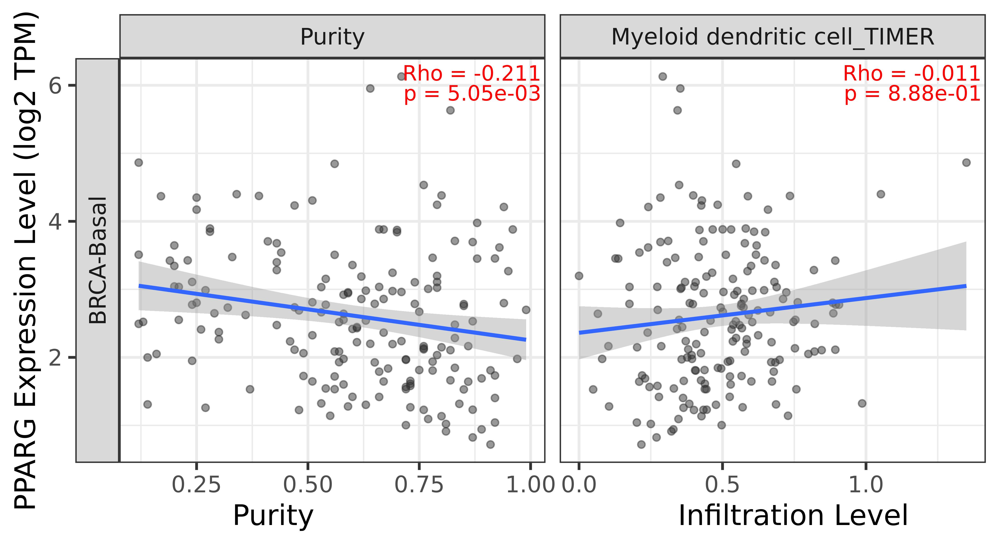 Purity
Myeloid dendritic cell_TIMER
PPARG Expression Level (log2 TPM)
BRCA-Basal
Rho = -0.211
p = 5.05e-03
Rho = -0.011
p = 8.88e-01
6
4
2
0.25 0.50 0.75 1.00
0.0 0.5 1.0
Purity
Infiltration Level